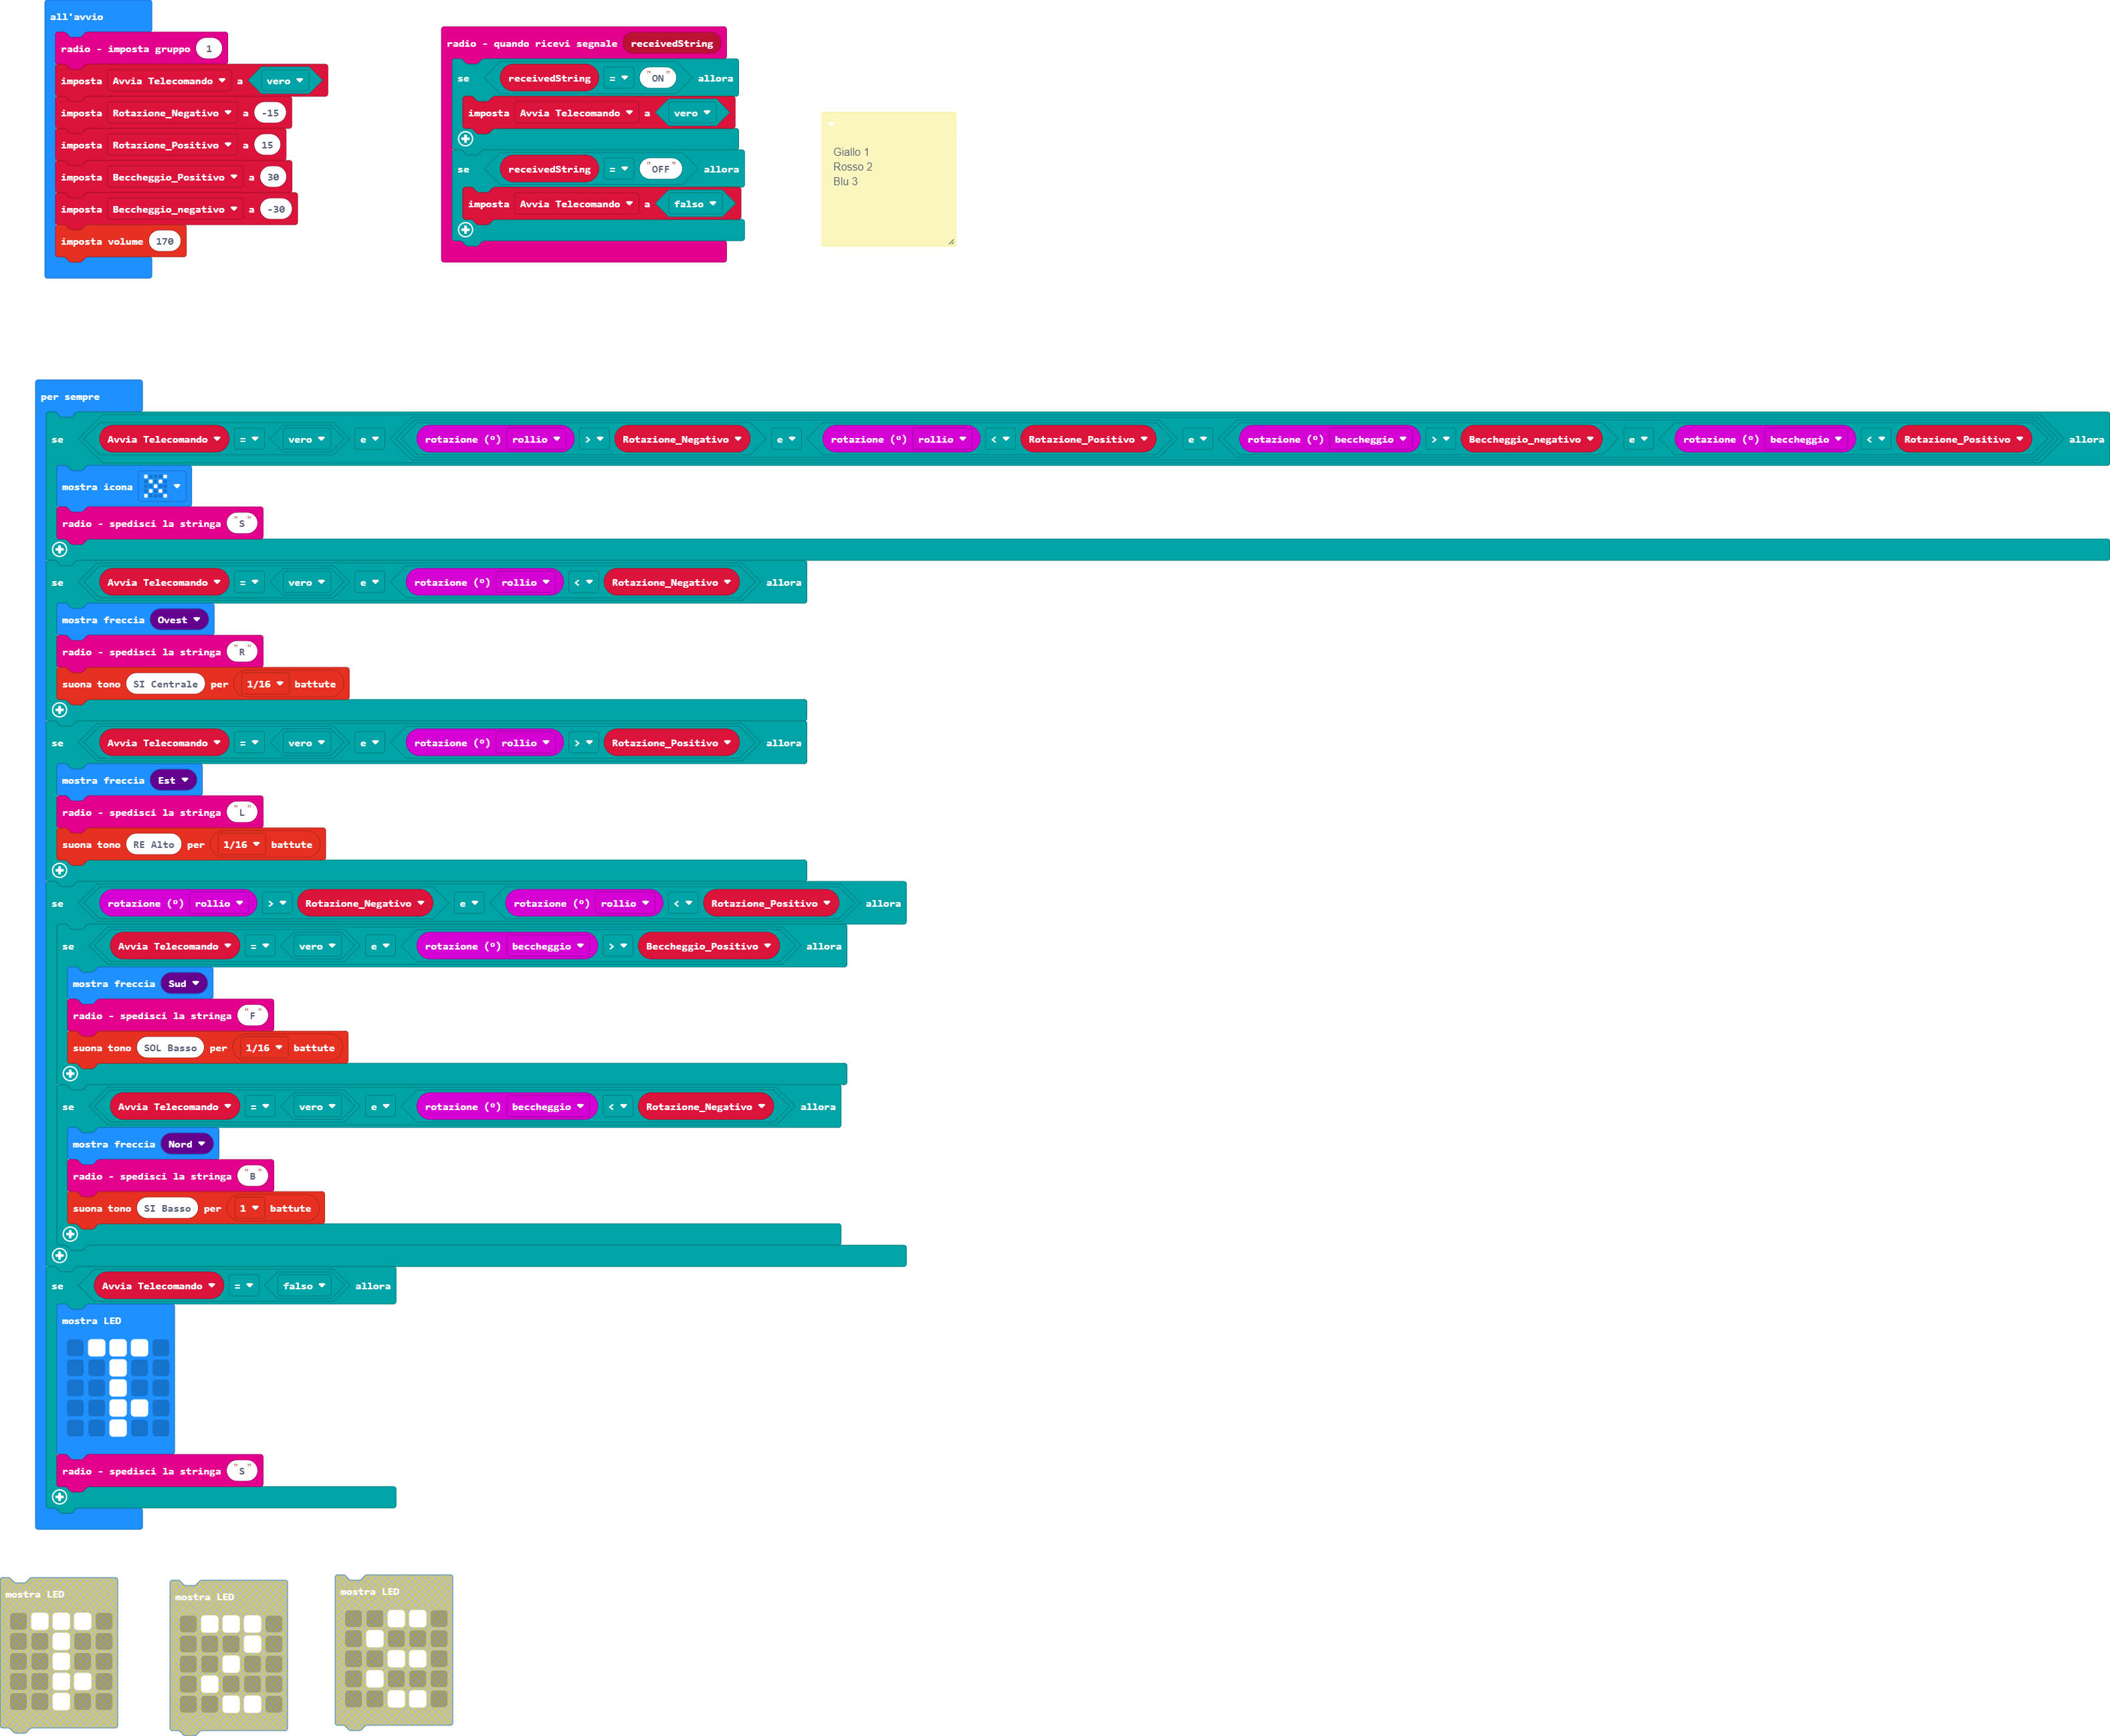 all'avvio
radio - imposta gruppo 1
imposta Avvia Telecomando a vero
imposta Rotazione_Negativo a -15
imposta Rotazione_Positivo a 15
imposta Beccheggio_Positivo a 30
imposta Beccheggio_negativo a -30
imposta volume 170
radio - quando ricevi segnale receivedString
se receivedString = "ON" allora
imposta Avvia Telecomando a vero
se receivedString = "OFF" allora
imposta Avvia Telecomando a falso
Giallo 1
Rosso 2
Blu 3
per sempre
se Avvia Telecomando = vero e rotazione (º) rollio > Rotazione_Negativo e rotazione (º) rollio < Rotazione_Positivo e rotazione (º) beccheggio > Beccheggio_negativo e rotazione (º) beccheggio < Rotazione_Positivo allora
mostra icona
radio - spedisci la stringa "S"
se Avvia Telecomando = vero e rotazione (º) rollio < Rotazione_Negativo allora
mostra freccia Ovest
radio - spedisci la stringa "R"
suona tono SI Centrale per 1/16 battute
se Avvia Telecomando = vero e rotazione (º) rollio > Rotazione_Positivo allora
mostra freccia Est
radio - spedisci la stringa "L"
suona tono RE Alto per 1/16 battute
se rotazione (º) rollio > Rotazione_Negativo e rotazione (º) rollio < Rotazione_Positivo allora
se Avvia Telecomando = vero e rotazione (º) beccheggio > Beccheggio_Positivo allora
mostra freccia Sud
radio - spedisci la stringa "F"
suona tono SOL Basso per 1/16 battute
se Avvia Telecomando = vero e rotazione (º) beccheggio < Rotazione_Negativo allora
mostra freccia Nord
radio - spedisci la stringa "B"
suona tono SI Basso per 1 battute
se Avvia Telecomando = falso allora
mostra LED
radio - spedisci la stringa "S"
mostra LED
mostra LED
mostra LED